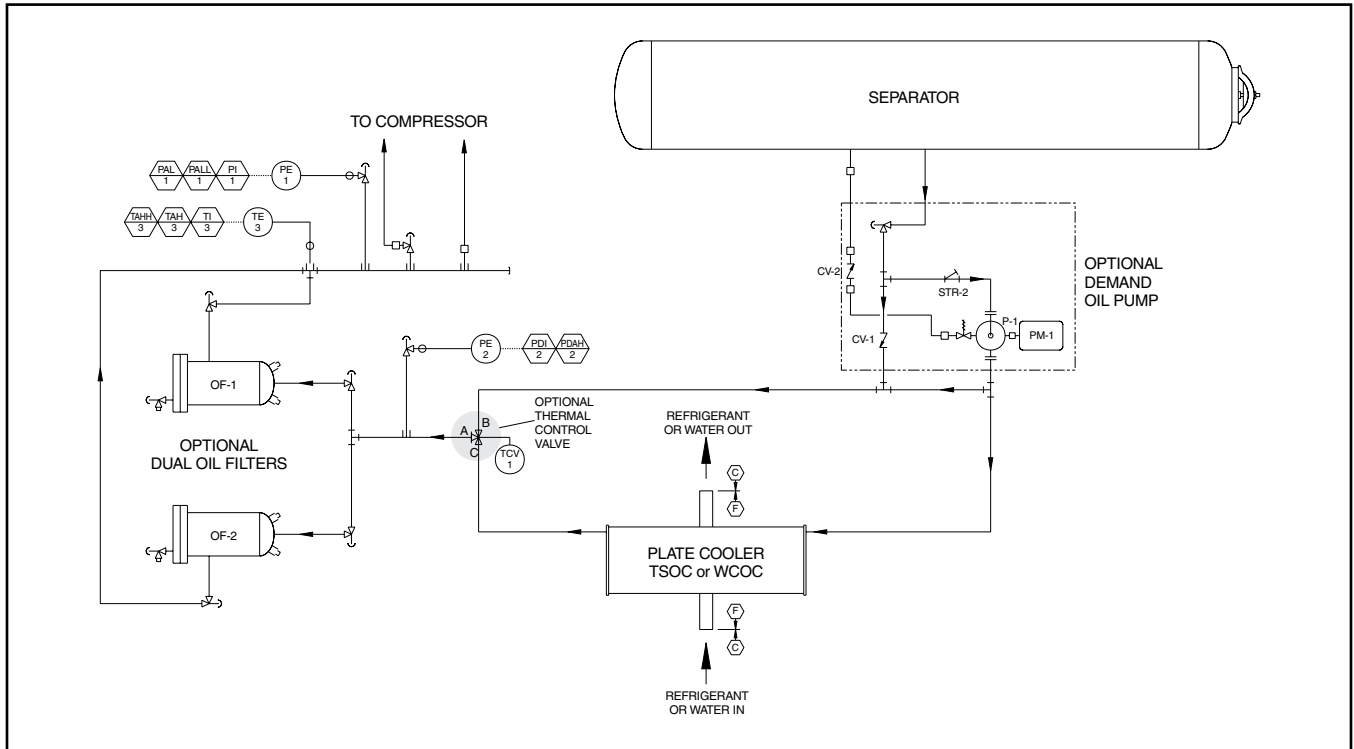 SEPARATOR
TO COMPRESSOR
PAL
1
PALL
1
PI
1
PE
1
TAHH
3
TAH
3
TI
3
TE
3
CV-2
STR-2
OPTIONAL
DEMAND
OIL PUMP
P-1
PM-1
CV-1
PE
2
PDI
2
PDAH
2
OF-1
OPTIONAL
DUAL OIL FILTERS
OF-2
A
B
C
TCV
1
OPTIONAL
THERMAL
CONTROL
VALVE
REFRIGERANT
OR WATER OUT
C
F
PLATE COOLER
TSOC or WCOC
F
C
REFRIGERANT
OR WATER IN